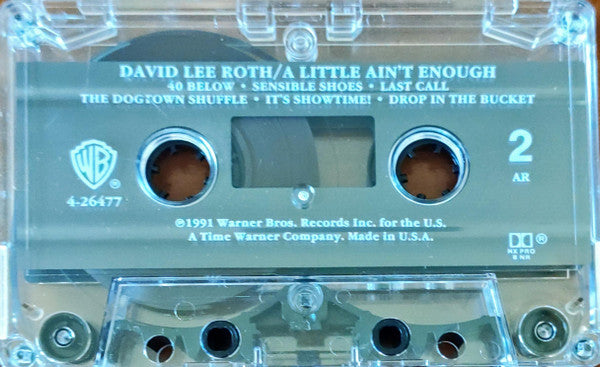 DAVID LEE ROTH/A LITTLE AIN'T ENOUGH
40 BELOW • SENSIBLE SHOES • LAST CALL
THE DOGTOWN SHUFFLE • IT'S SHOWTIME! • DROP IN THE BUCKET
WB®
4-26477
2
AR
℗1991 Warner Bros. Records Inc. for the U.S.
A Time Warner Company. Made in U.S.A.
®
HX PRO
B NR